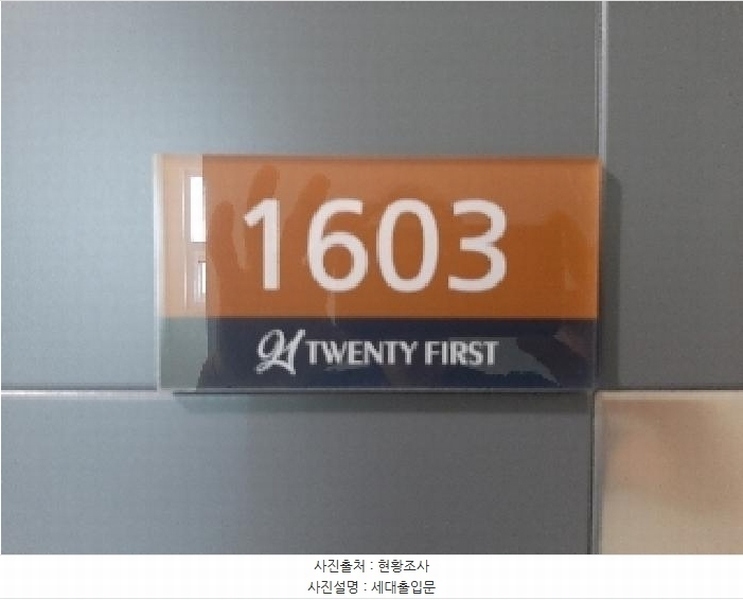 1603
21 TWENTY FIRST
사진출처 : 현황조사
사진설명 : 세대출입문